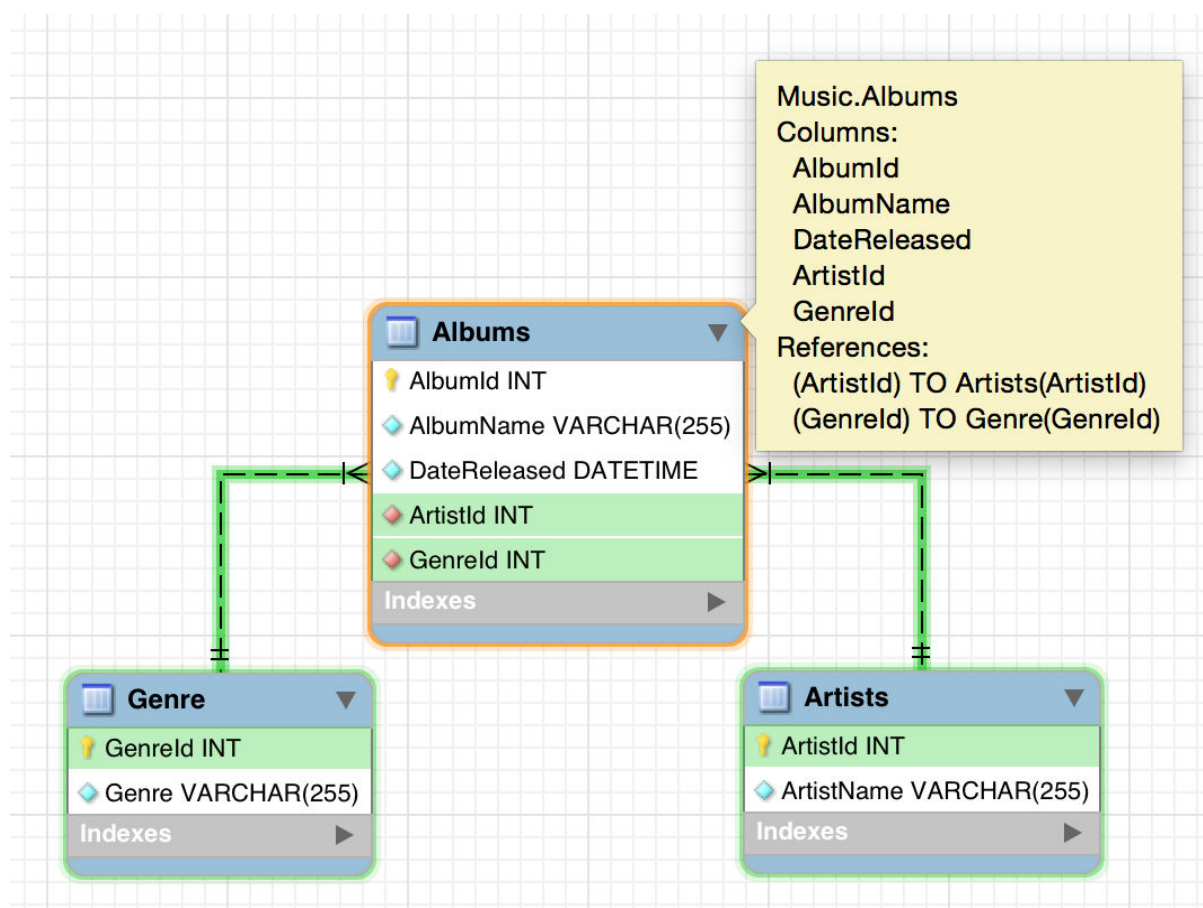 Music.Albums
Columns:
AlbumId
AlbumName
DateReleased
ArtistId
GenreId
References:
(ArtistId) TO Artists(ArtistId)
(GenreId) TO Genre(GenreId)
Albums
AlbumId INT
AlbumName VARCHAR(255)
DateReleased DATETIME
ArtistId INT
GenreId INT
Indexes
Genre
GenreId INT
Genre VARCHAR(255)
Indexes
Artists
ArtistId INT
ArtistName VARCHAR(255)
Indexes